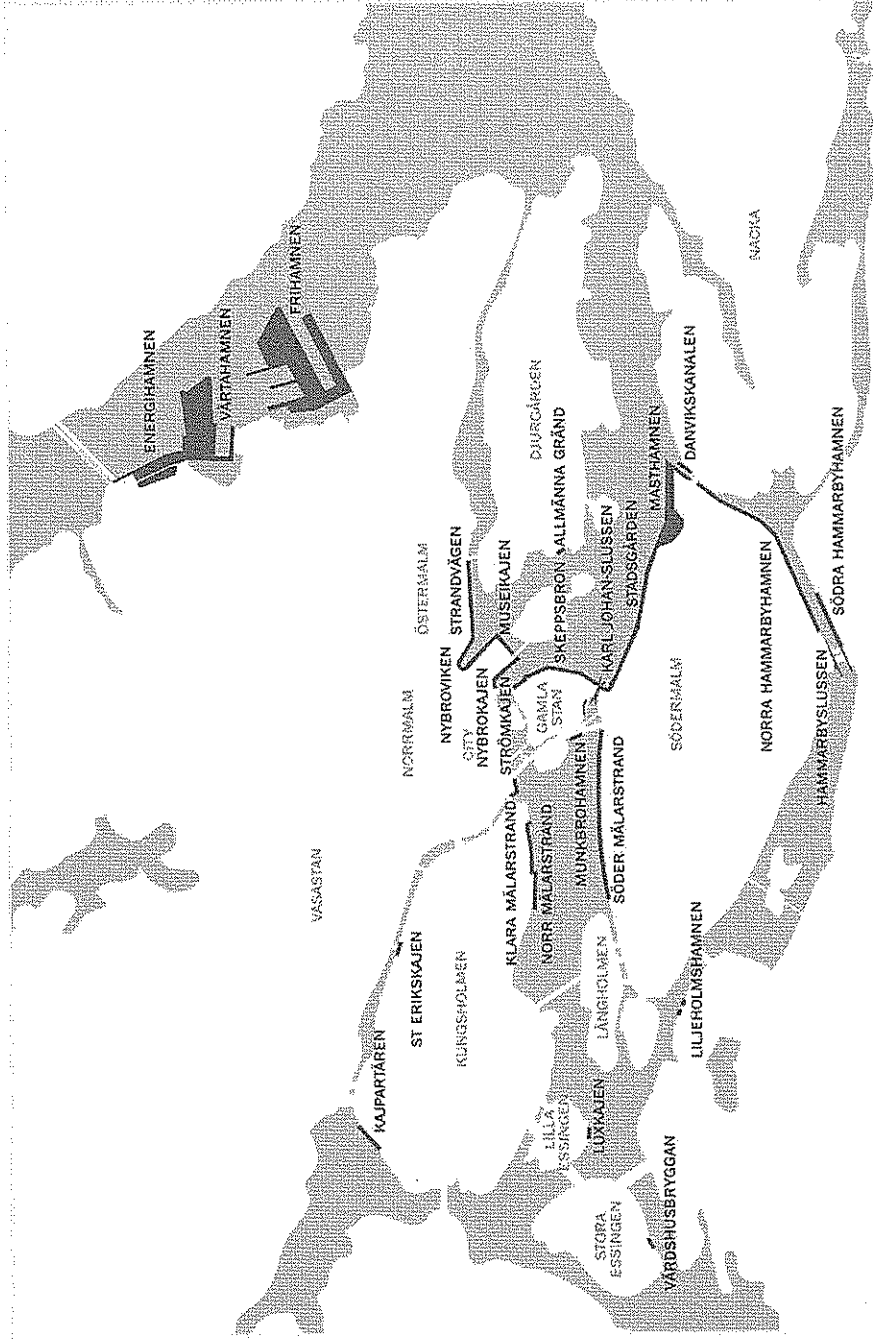 ENERGIHAMNEN
VÄRTAHAMNEN
FRIHAMNEN
VASASTAN
NORRMALM
ÖSTERMALM
KAJPARTÄREN
ST ERIKSKAJEN
KUNGSHOLMEN
NYBROVIKEN
STRANDVÄGEN
CITY
NYBROKAJEN
STRÖMKAJEN
MUSEIKAJEN
KLARA MÄLARSTRAND
NORR MÄLARSTRAND
GAMLA
STAN
SKEPPSBRON
ALLMÄNNA GRÄND
DJURGÅRDEN
MUNKBROHAMNEN
SÖDER MÄLARSTRAND
KARL JOHAN-SLUSSEN
STADSGÅRDEN
MASTHAMNEN
DANVIKSKANALEN
NACKA
LILLA
ESSINGEN
LUXKAJEN
LÅNGHOLMEN
STORA
ESSINGEN
VÄRDSHUSBRYGGAN
LILJEHOLMSHAMNEN
SÖDERMALM
NORRA HAMMARBYHAMNEN
HAMMARBYSLUSSEN
SÖDRA HAMMARBYHAMNEN